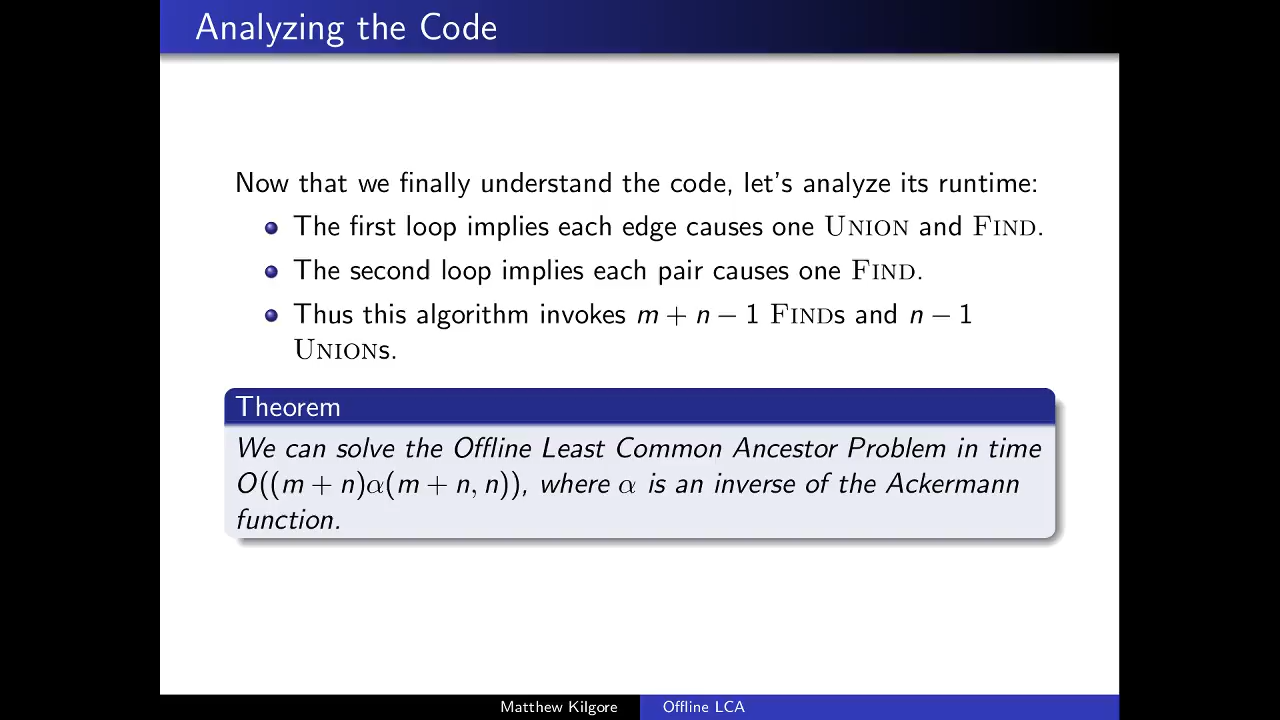 Analyzing the Code
Now that we finally understand the code, let's analyze its runtime:
The first loop implies each edge causes one UNION and FIND.
The second loop implies each pair causes one FIND.
Thus this algorithm invokes m + n − 1 FINDs and n − 1
UNIONs.
Theorem
We can solve the Offline Least Common Ancestor Problem in time
O((m + n)α(m + n, n)), where α is an inverse of the Ackermann
function.
Matthew Kilgore
Offline LCA